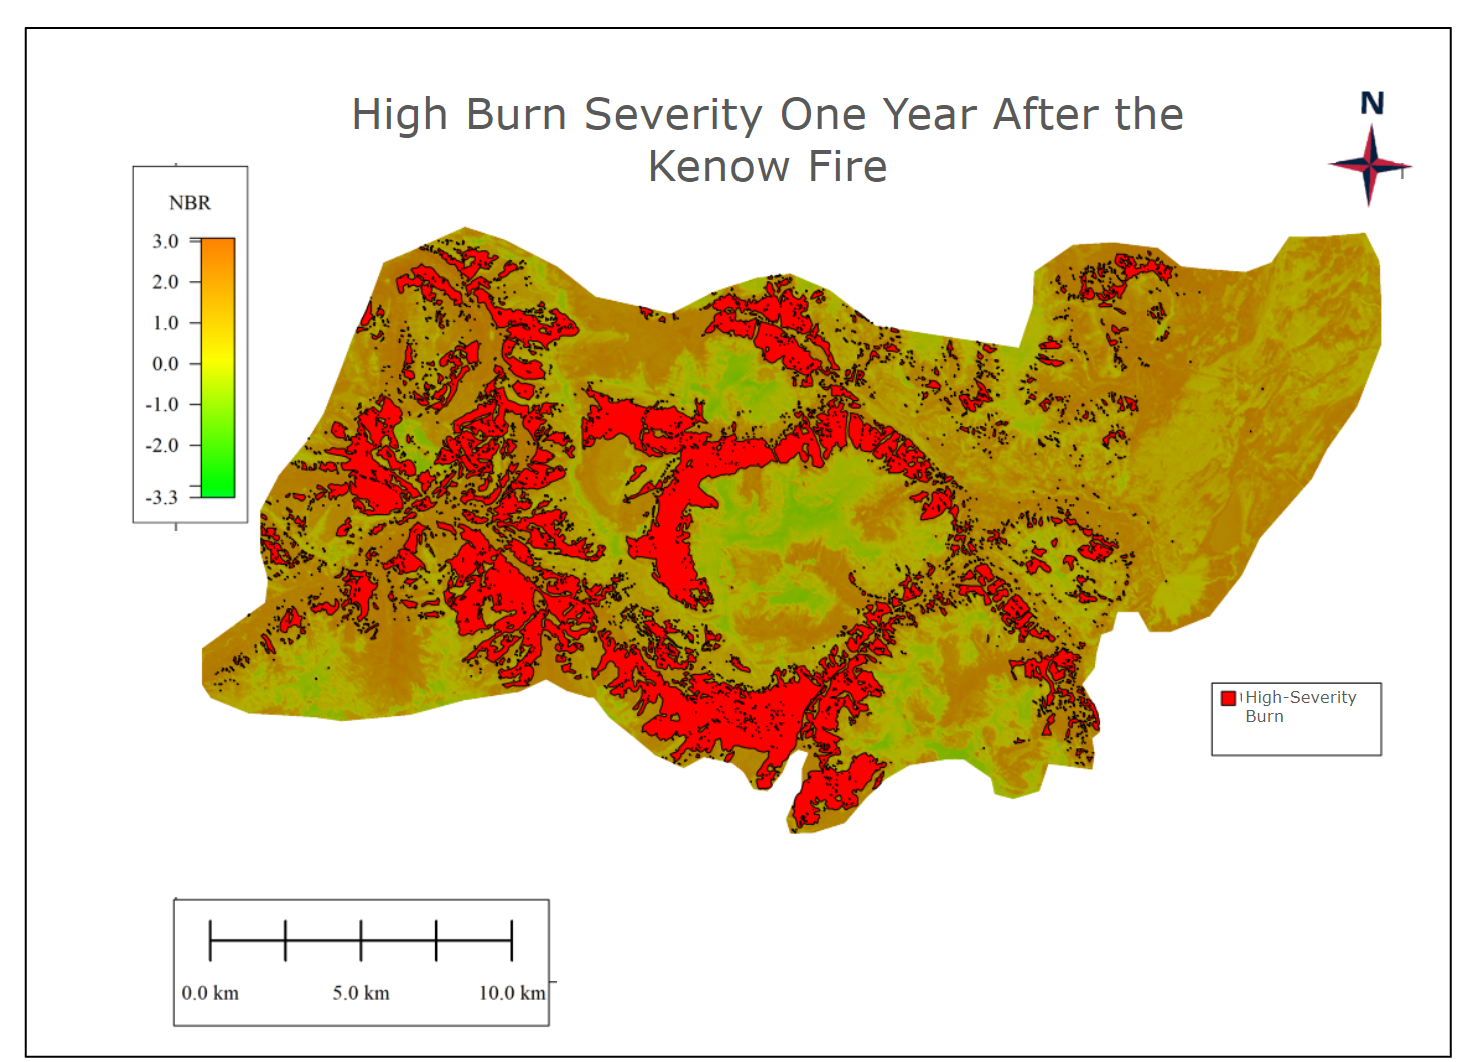 High Burn Severity One Year After the
Kenow Fire
N
NBR
3.0
2.0
1.0
0.0
-1.0
-2.0
-3.3
High-Severity
Burn
0.0 km
5.0 km
10.0 km